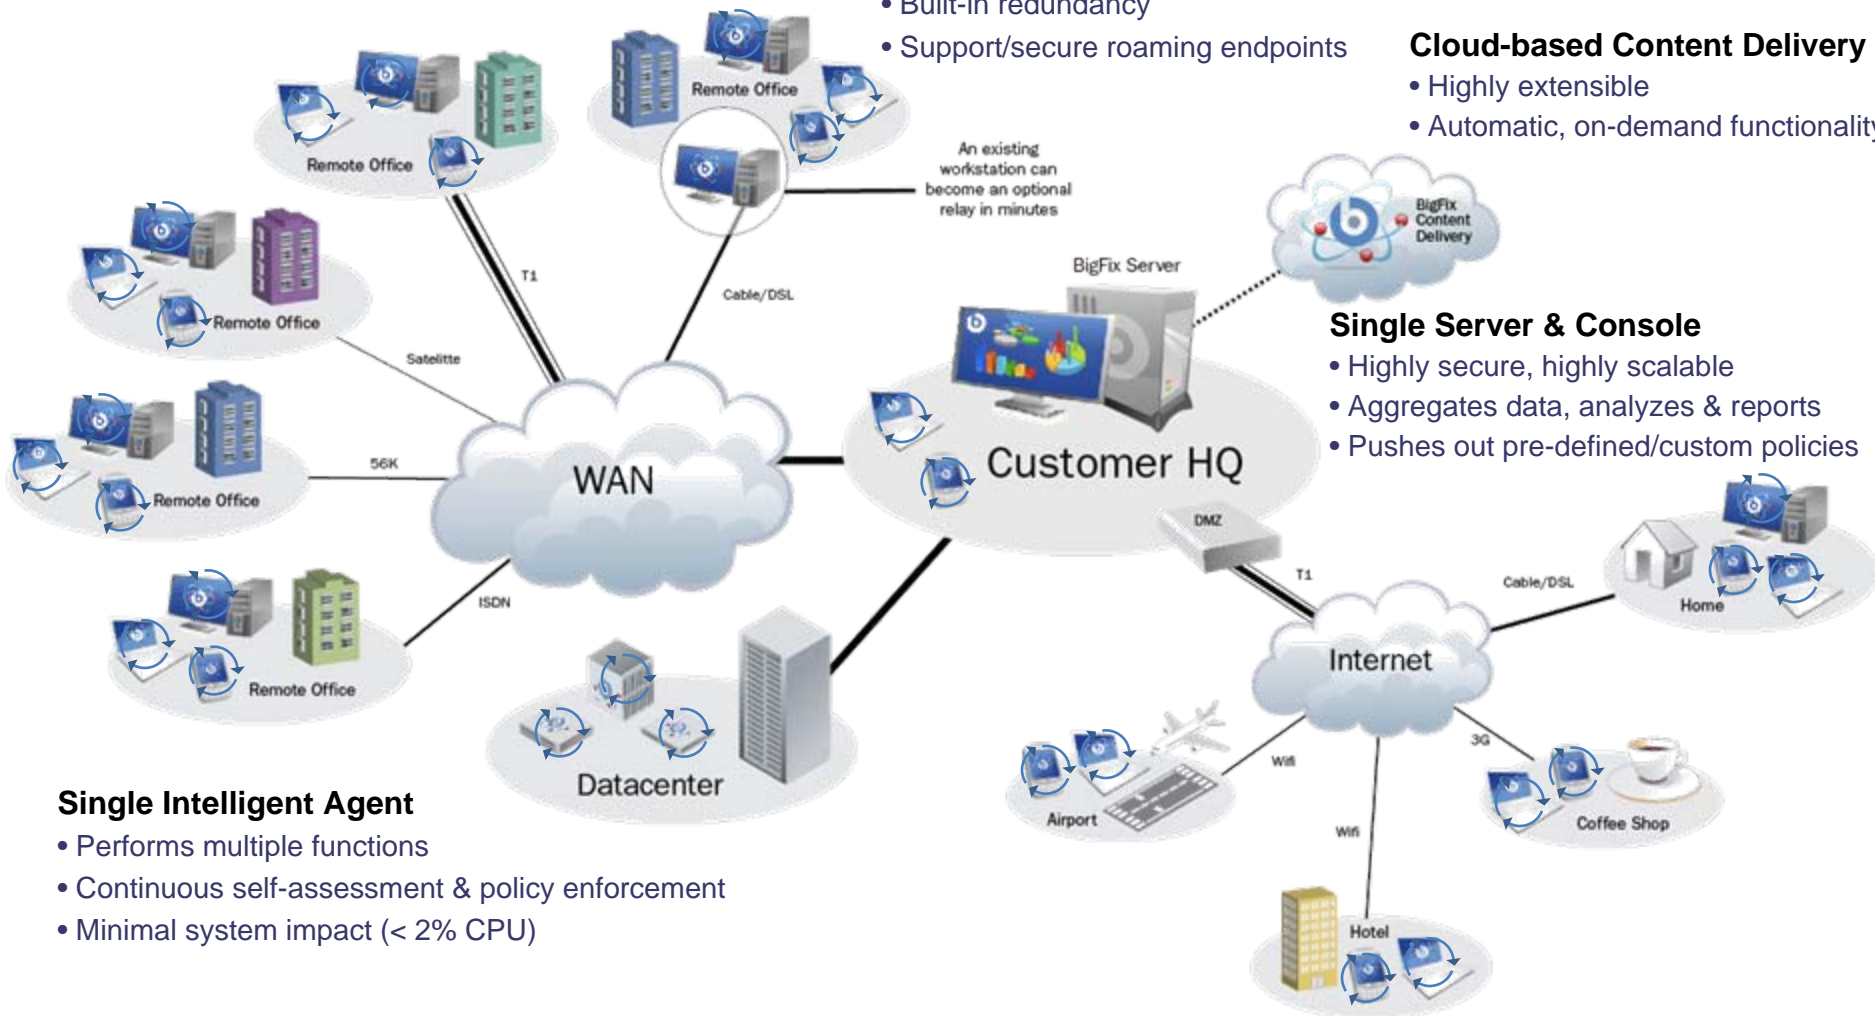 • Built-in redundancy
• Support/secure roaming endpoints
Cloud-based Content Delivery
• Highly extensible
• Automatic, on-demand functionality
Remote Office
Remote Office
An existing
workstation can
become an optional
relay in minutes
BigFix
Content
Delivery
BigFix Server
T1
Cable/DSL
Remote Office
Satelitte
Single Server & Console
• Highly secure, highly scalable
• Aggregates data, analyzes & reports
• Pushes out pre-defined/custom policies
56K
WAN
Customer HQ
Remote Office
DMZ
ISDN
T1
Cable/DSL
Home
Remote Office
Internet
Datacenter
Wifi
3G
Airport
Wifi
Coffee Shop
Hotel
Single Intelligent Agent
• Performs multiple functions
• Continuous self-assessment & policy enforcement
• Minimal system impact (< 2% CPU)